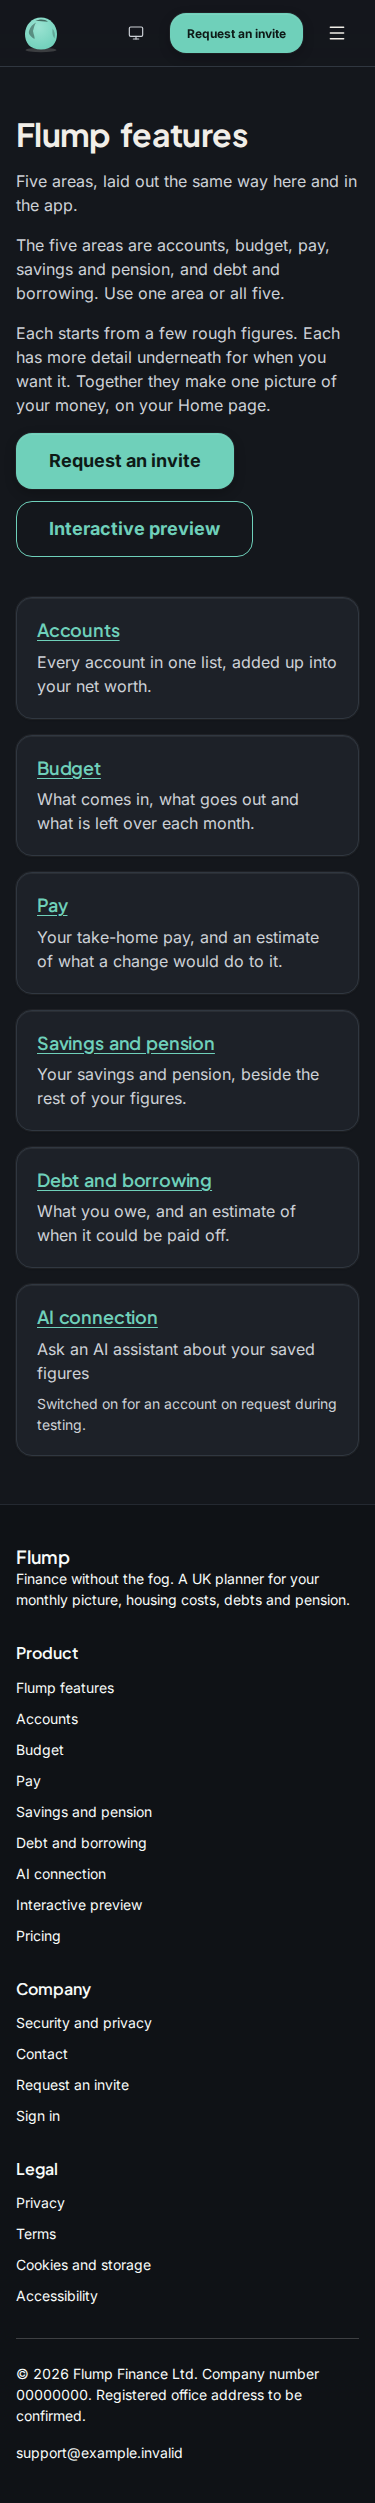 Request an invite
Flump features
Five areas, laid out the same way here and in
the app.
The five areas are accounts, budget, pay,
savings and pension, and debt and
borrowing. Use one area or all five.
Each starts from a few rough figures. Each
has more detail underneath for when you
want it. Together they make one picture of
your money, on your Home page.
Request an invite
Interactive preview
Accounts
Every account in one list, added up into
your net worth.
Budget
What comes in, what goes out and
what is left over each month.
Pay
Your take-home pay, and an estimate
of what a change would do to it.
Savings and pension
Your savings and pension, beside the
rest of your figures.
Debt and borrowing
What you owe, and an estimate of
when it could be paid off.
AI connection
Ask an AI assistant about your saved
figures
Switched on for an account on request during
testing.
Flump
Finance without the fog. A UK planner for your
monthly picture, housing costs, debts and pension.
Product
Flump features
Accounts
Budget
Pay
Savings and pension
Debt and borrowing
AI connection
Interactive preview
Pricing
Company
Security and privacy
Contact
Request an invite
Sign in
Legal
Privacy
Terms
Cookies and storage
Accessibility
© 2026 Flump Finance Ltd. Company number
00000000. Registered office address to be
confirmed.
support@example.invalid